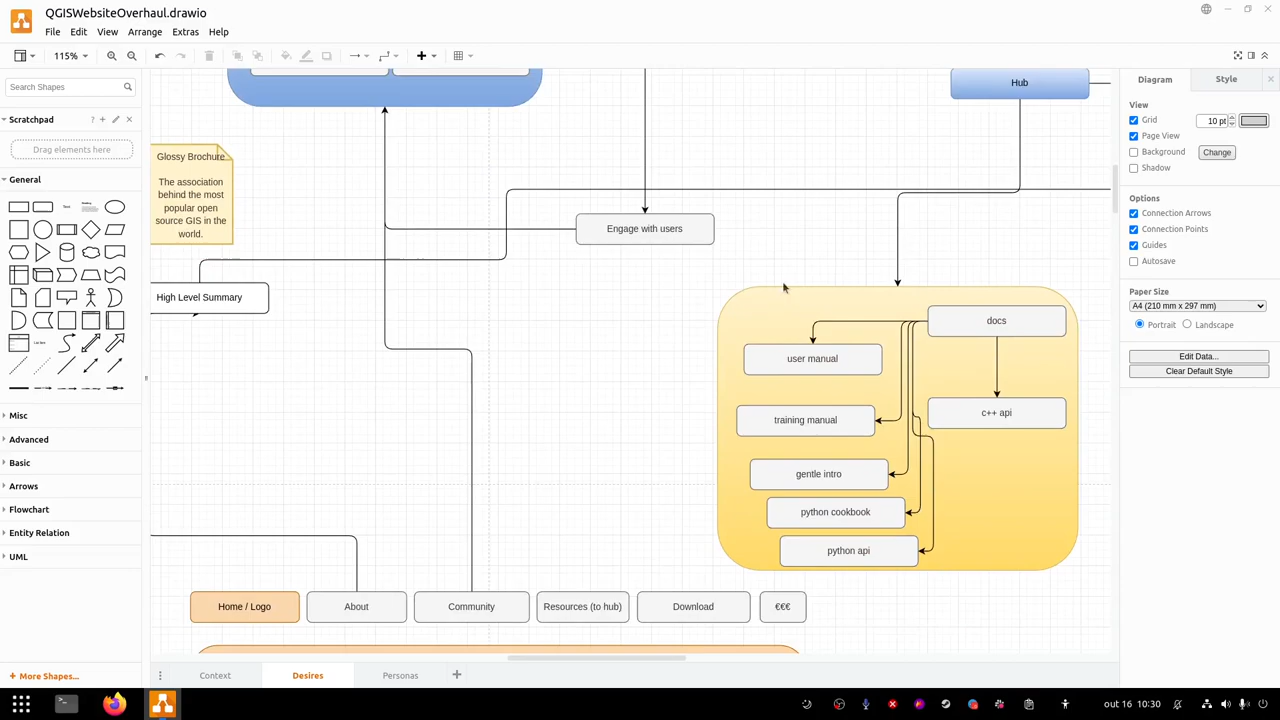 QGISWebsiteOverhaul.drawio
File Edit View Arrange Extras Help
115%
Search Shapes
Scratchpad
?
Drag elements here
General
Text
Misc
Advanced
Basic
Arrows
Flowchart
Entity Relation
UML
+ More Shapes...
Glossy Brochure
The association
behind the most
popular open
source GIS in the
world.
High Level Summary
Engage with users
Hub
docs
user manual
training manual
c++ api
gentle intro
python cookbook
python api
Home / Logo
About
Community
Resources (to hub)
Download
€€€
Context
Desires
Personas
Diagram
Style
View
Grid
10 pt
Page View
Background
Change
Shadow
Options
Connection Arrows
Connection Points
Guides
Autosave
Paper Size
A4 (210 mm x 297 mm)
Portrait
Landscape
Edit Data...
Clear Default Style
out 16 10:30